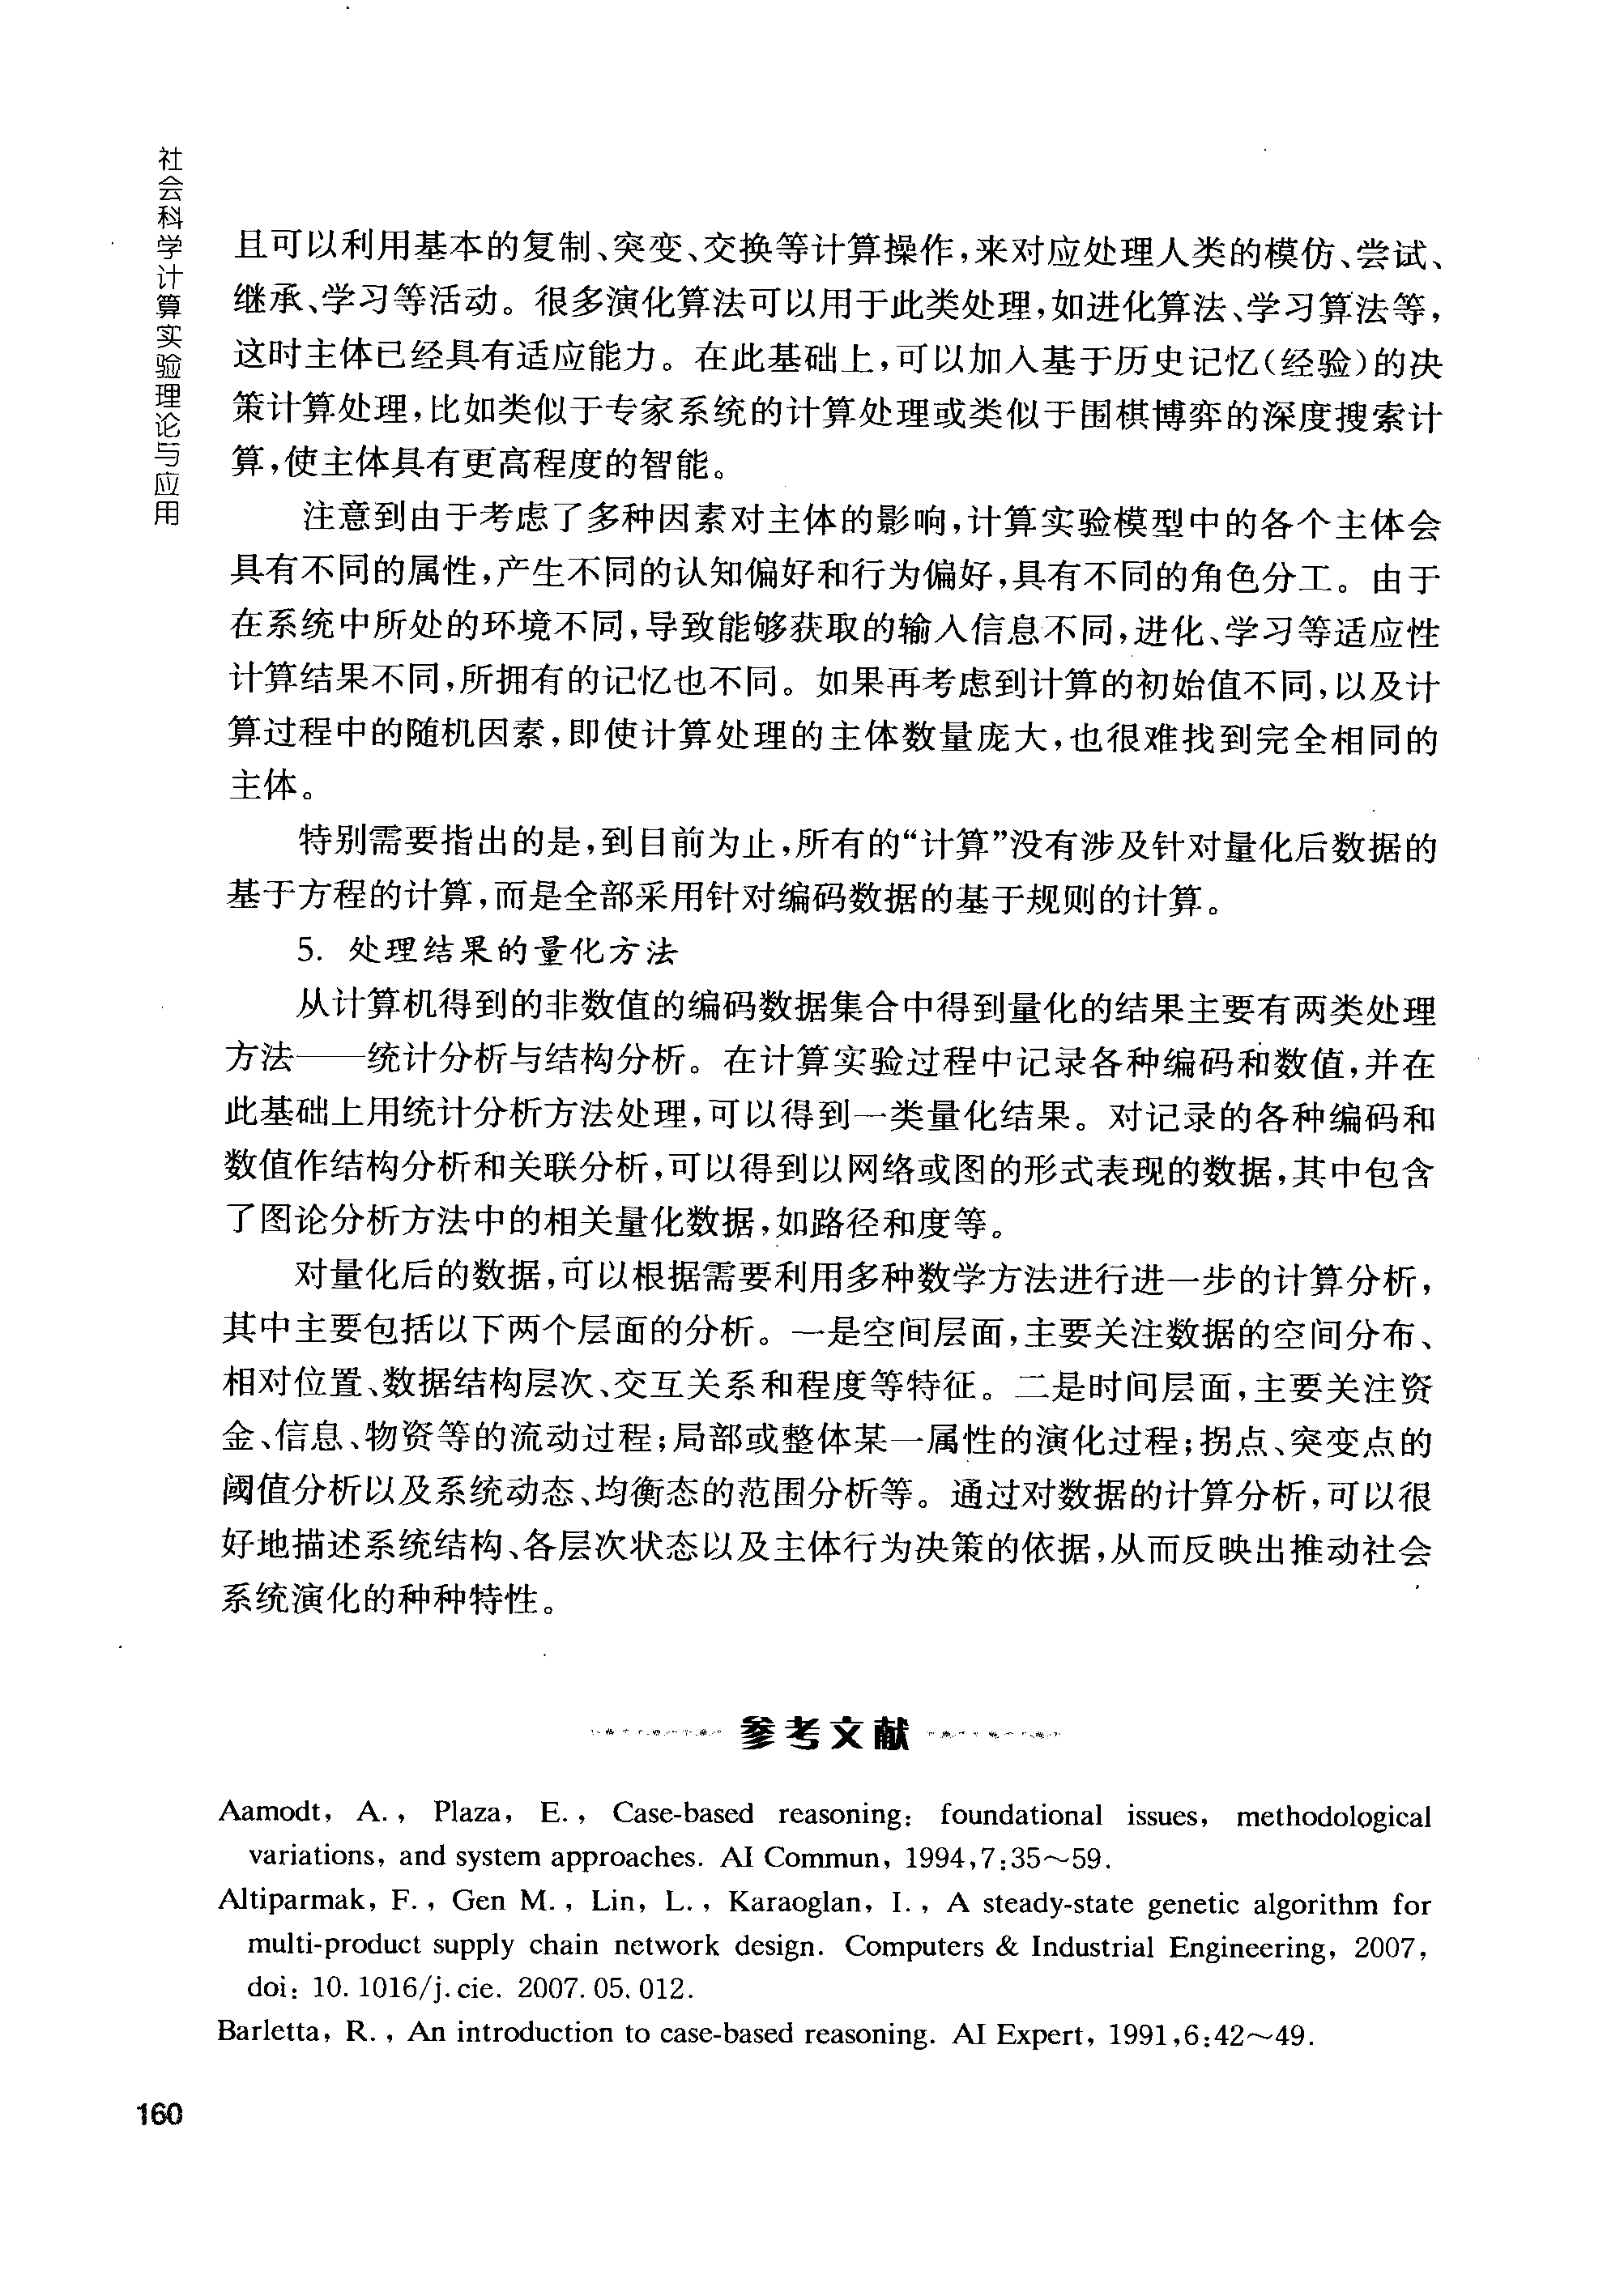 社会科学计算实验理论与应用
且可以利用基本的复制、突变、交换等计算操作,来对应处理人类的模仿、尝试、
继承、学习等活动。很多演化算法可以用于此类处理,如进化算法、学习算法等,
这时主体已经具有适应能力。在此基础上,可以加入基于历史记忆(经验)的决
策计算处理,比如类似于专家系统的计算处理或类似于围棋博弈的深度搜索计
算,使主体具有更高程度的智能。
注意到由于考虑了多种因素对主体的影响,计算实验模型中的各个主体会
具有不同的属性,产生不同的认知偏好和行为偏好,具有不同的角色分工。由于
在系统中所处的环境不同,导致能够获取的输入信息不同,进化、学习等适应性
计算结果不同,所拥有的记忆也不同。如果再考虑到计算的初始值不同,以及计
算过程中的随机因素,即使计算处理的主体数量庞大,也很难找到完全相同的
主体。
特别需要指出的是,到目前为止,所有的“计算”没有涉及针对量化后数据的
基于方程的计算,而是全部采用针对编码数据的基于规则的计算。
5. 处理结果的量化方法
从计算机得到的非数值的编码数据集合中得到量化的结果主要有两类处理
方法——统计分析与结构分析。在计算实验过程中记录各种编码和数值,并在
此基础上用统计分析方法处理,可以得到一类量化结果。对记录的各种编码和
数值作结构分析和关联分析,可以得到以网络或图的形式表现的数据,其中包含
了图论分析方法中的相关量化数据,如路径和度等。
对量化后的数据,可以根据需要利用多种数学方法进行进一步的计算分析,
其中主要包括以下两个层面的分析。一是空间层面,主要关注数据的空间分布、
相对位置、数据结构层次、交互关系和程度等特征。二是时间层面,主要关注资
金、信息、物资等的流动过程;局部或整体某一属性的演化过程;拐点、突变点的
阈值分析以及系统动态、均衡态的范围分析等。通过对数据的计算分析,可以很
好地描述系统结构、各层次状态以及主体行为决策的依据,从而反映出推动社会
系统演化的种种特性。
参考文献
Aamodt, A., Plaza, E., Case-based reasoning: foundational issues, methodological
variations, and system approaches. AI Commun, 1994,7:35～59.
Altiparmak, F., Gen M., Lin, L., Karaoglan, I., A steady-state genetic algorithm for
multi-product supply chain network design. Computers & Industrial Engineering, 2007,
doi: 10.1016/j.cie. 2007.05.012.
Barletta, R., An introduction to case-based reasoning. AI Expert, 1991,6:42～49.
160